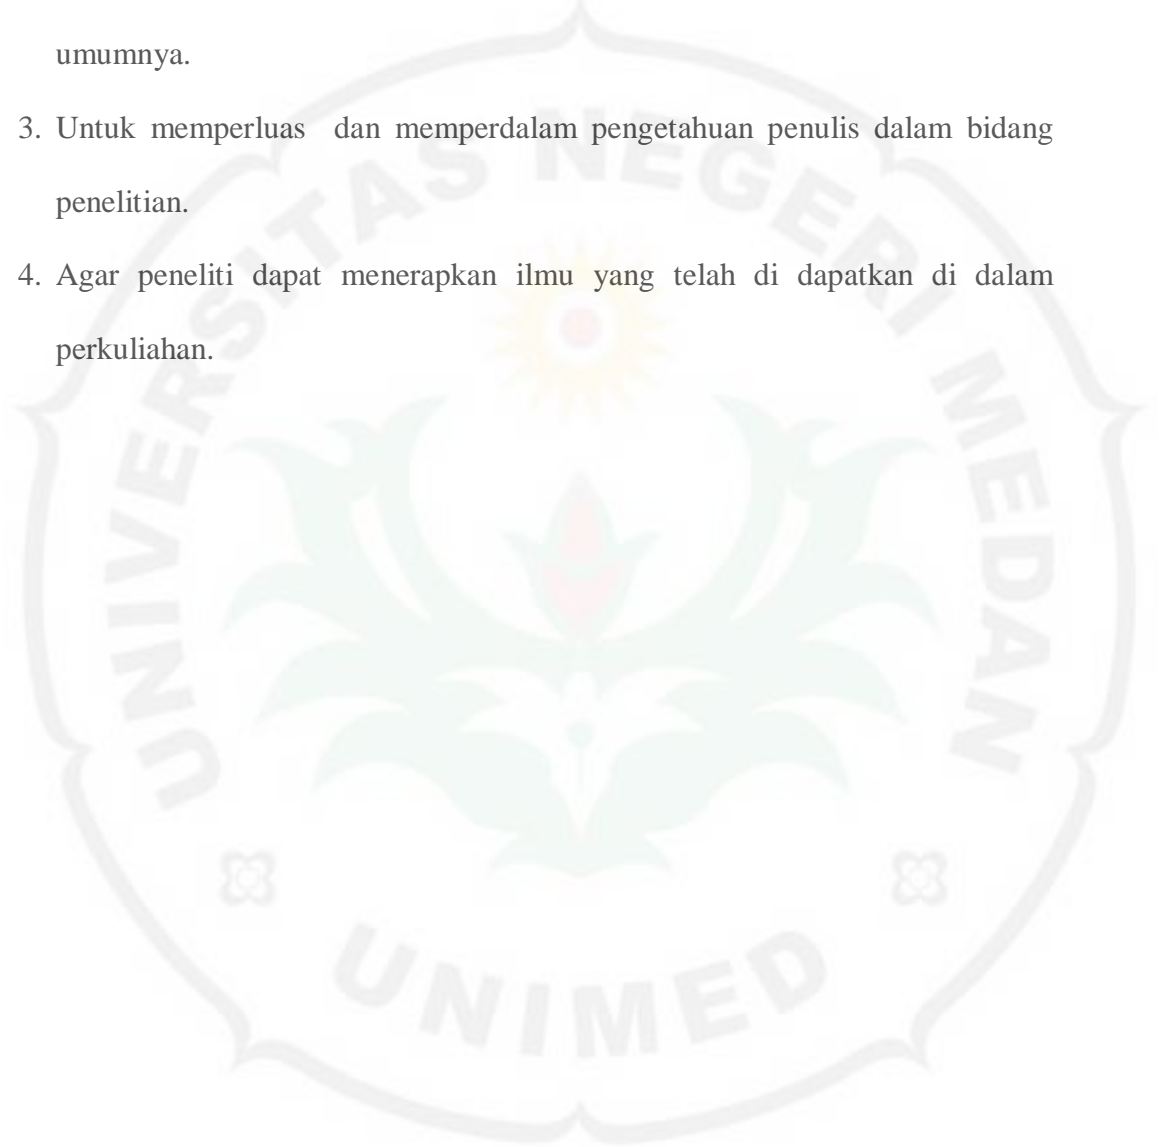 umumnya.
3. Untuk memperluas dan memperdalam pengetahuan penulis dalam bidang
penelitian.
4. Agar peneliti dapat menerapkan ilmu yang telah di dapatkan di dalam
perkuliahan.
UNIVERSITAS NEGERI MEDAN
UNIMED